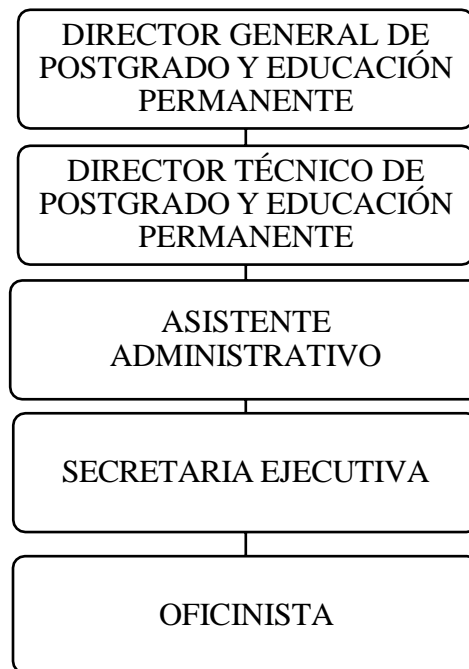 DIRECTOR GENERAL DE
POSTGRADO Y EDUCACIÓN
PERMANENTE
DIRECTOR TÉCNICO DE
POSTGRADO Y EDUCACIÓN
PERMANENTE
ASISTENTE
ADMINISTRATIVO
SECRETARIA EJECUTIVA
OFICINISTA